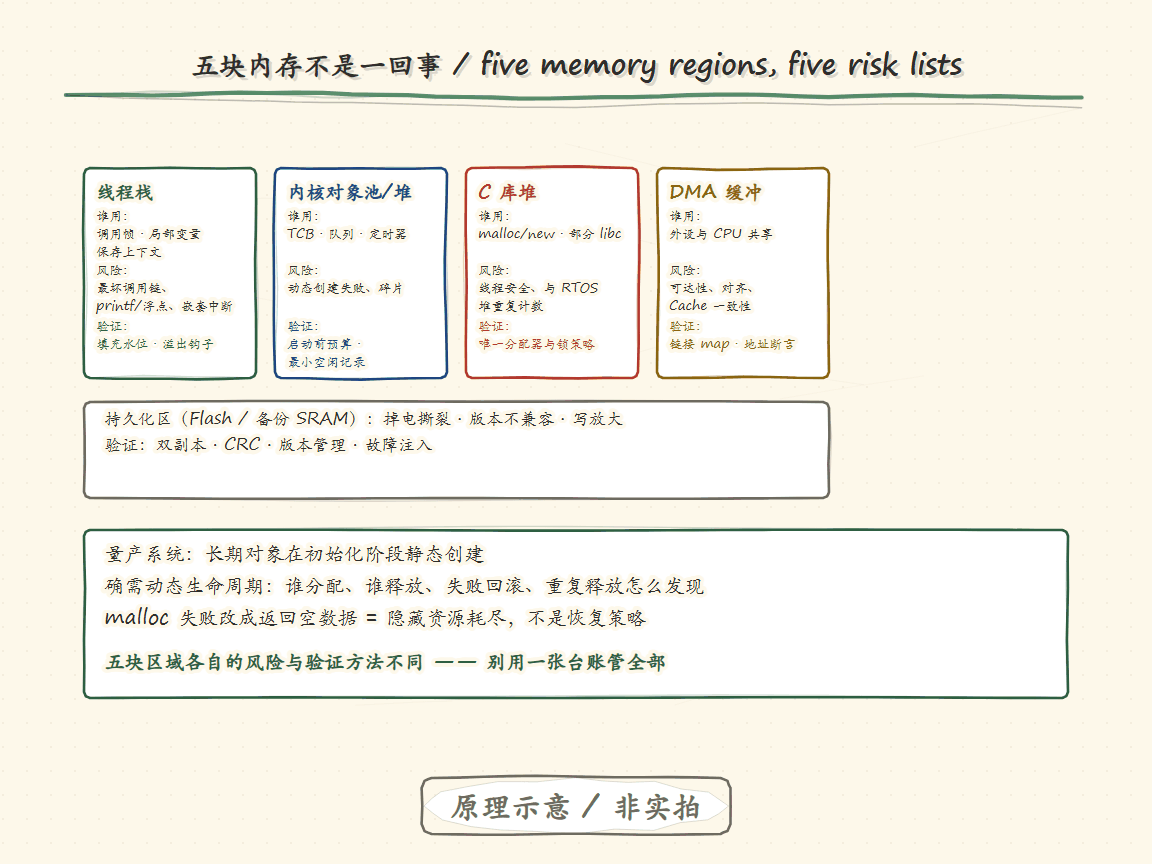 五块内存不是一回事 / five memory regions, five risk lists
线程栈
谁用:
调用帧 · 局部变量
保存上下文
风险:
最坏调用链、
printf/浮点、嵌套中断
验证:
填充水位 · 溢出钩子
内核对象池/堆
谁用:
TCB · 队列 · 定时器
风险:
动态创建失败、碎片
验证:
启动前预算 ·
最小空闲记录
C 库堆
谁用:
malloc/new · 部分 libc
风险:
线程安全、与 RTOS
堆重复计数
验证:
唯一分配器与锁策略
DMA 缓冲
谁用:
外设与 CPU 共享
风险:
可达性、对齐、
Cache 一致性
验证:
链接 map · 地址断言
持久化区（Flash / 备份 SRAM）: 掉电撕裂 · 版本不兼容 · 写放大
验证: 双副本 · CRC · 版本管理 · 故障注入
量产系统: 长期对象在初始化阶段静态创建
确需动态生命周期: 谁分配、谁释放、失败回滚、重复释放怎么发现
malloc 失败改成返回空数据 = 隐藏资源耗尽，不是恢复策略
五块区域各自的风险与验证方法不同 —— 别用一张台账管全部
原理示意 / 非实拍